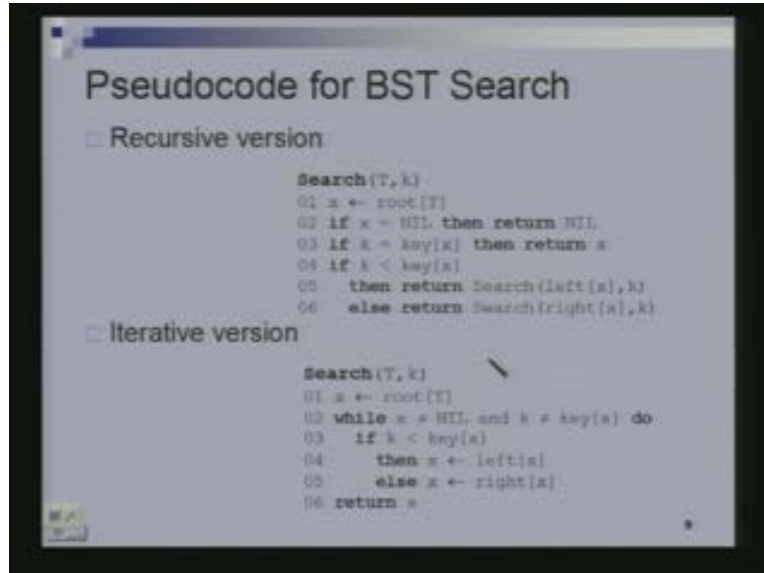 Pseudocode for BST Search
Recursive version
Search(T,k)
01 x ← root[T]
02 if x = NIL then return NIL
03 if k = key[x] then return x
04 if k < key[x]
05 then return Search(left[x],k)
06 else return Search(right[x],k)
Iterative version
Search(T,k)
01 x ← root[T]
02 while x ≠ NIL and k ≠ key[x] do
03 if k < key[x]
04 then x ← left[x]
05 else x ← right[x]
06 return x
9